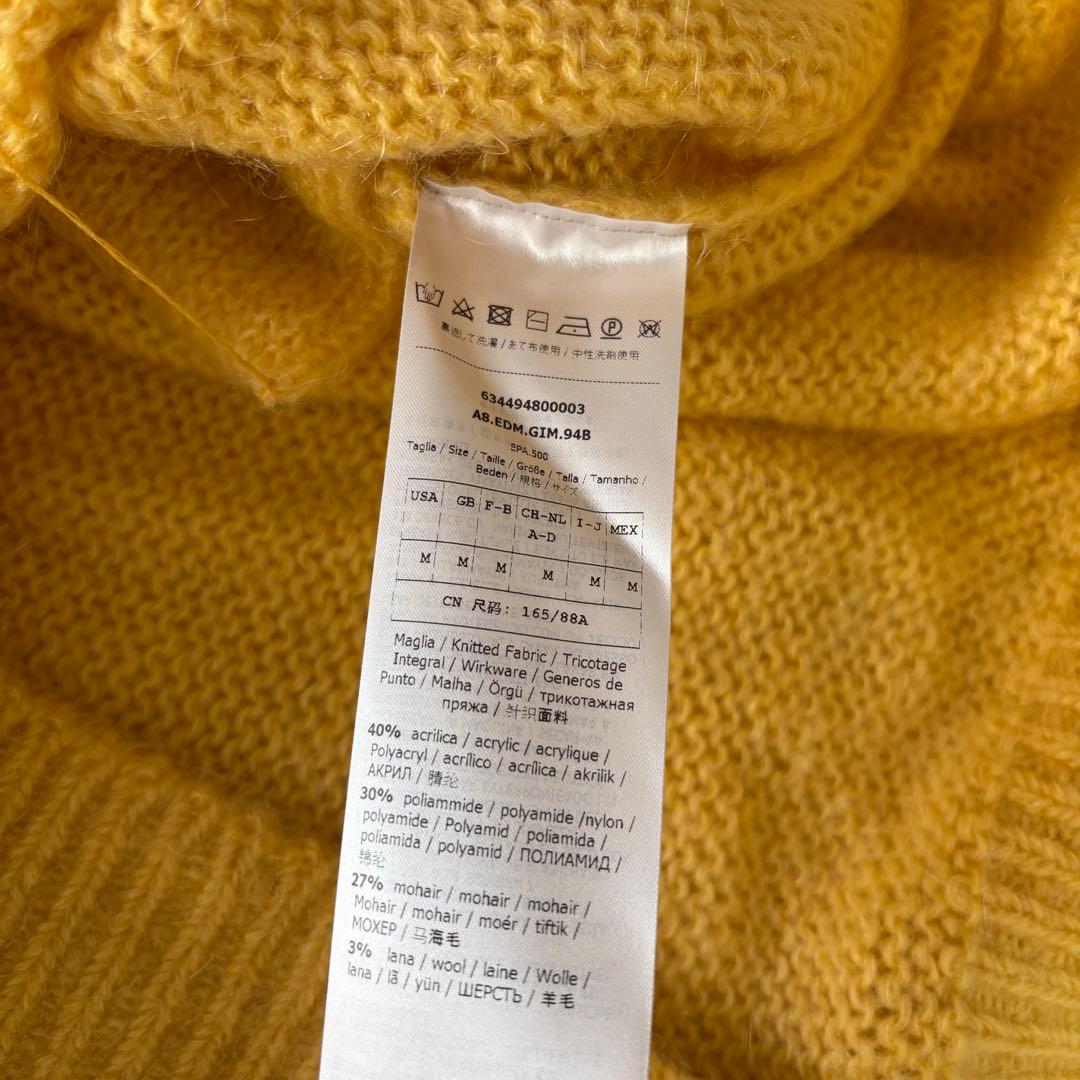 裏返して洗濯 / あて布使用 / 中性洗剤使用
634494800003
A8.EDM.GIM.94B
EPA.500
Taglia / Size / Taille / Größe / Talla / Tamanho /
Beden / 規格 / サイズ
USA GB F-B CH-NL I-J MEX
A-D
M M M M M M
CN 尺码: 165/88A
Maglia / Knitted Fabric / Tricotage
Integral / Wirkware / Generos de
Punto / Malha / Örgü / трикотажная
пряжа / 针织面料
40% acrilica / acrylic / acrylique /
Polyacryl / acrílico / acrílica / akrilik /
АКРИЛ / 腈纶
30% poliammide / polyamide /nylon /
polyamide / Polyamid / poliamida /
poliamida / polyamid / ПОЛИАМИД /
锦纶
27% mohair / mohair / mohair /
Mohair / mohair / moér / tiftik /
МОХЕР / 马海毛
3% lana / wool / laine / Wolle /
lana / lã / yün / ШЕРСТЬ / 羊毛